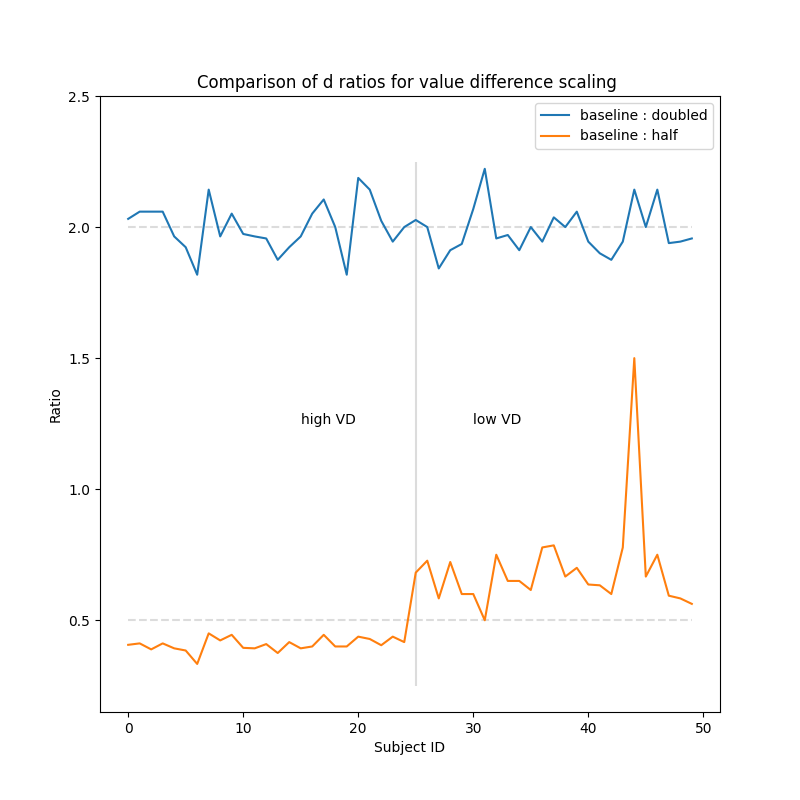 Comparison of d ratios for value difference scaling
baseline : doubled
baseline : half
2.5
2.0
1.5
1.0
0.5
Ratio
high VD
low VD
0
10
20
30
40
50
Subject ID